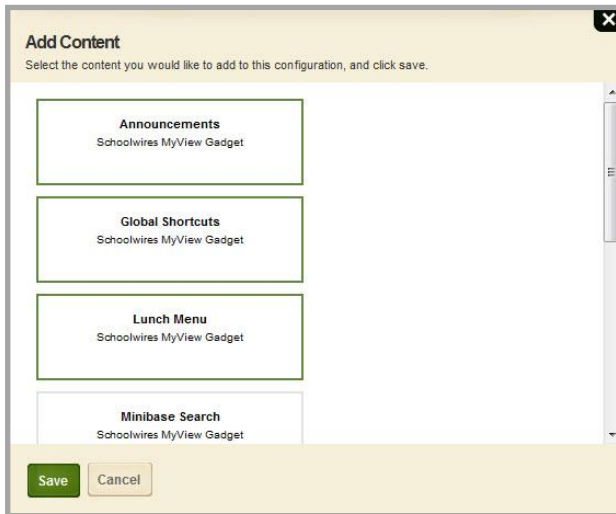 Add Content
Select the content you would like to add to this configuration, and click save.
Announcements
Schoolwires MyView Gadget
Global Shortcuts
Schoolwires MyView Gadget
Lunch Menu
Schoolwires MyView Gadget
Minibase Search
Schoolwires MyView Gadget
Save
Cancel